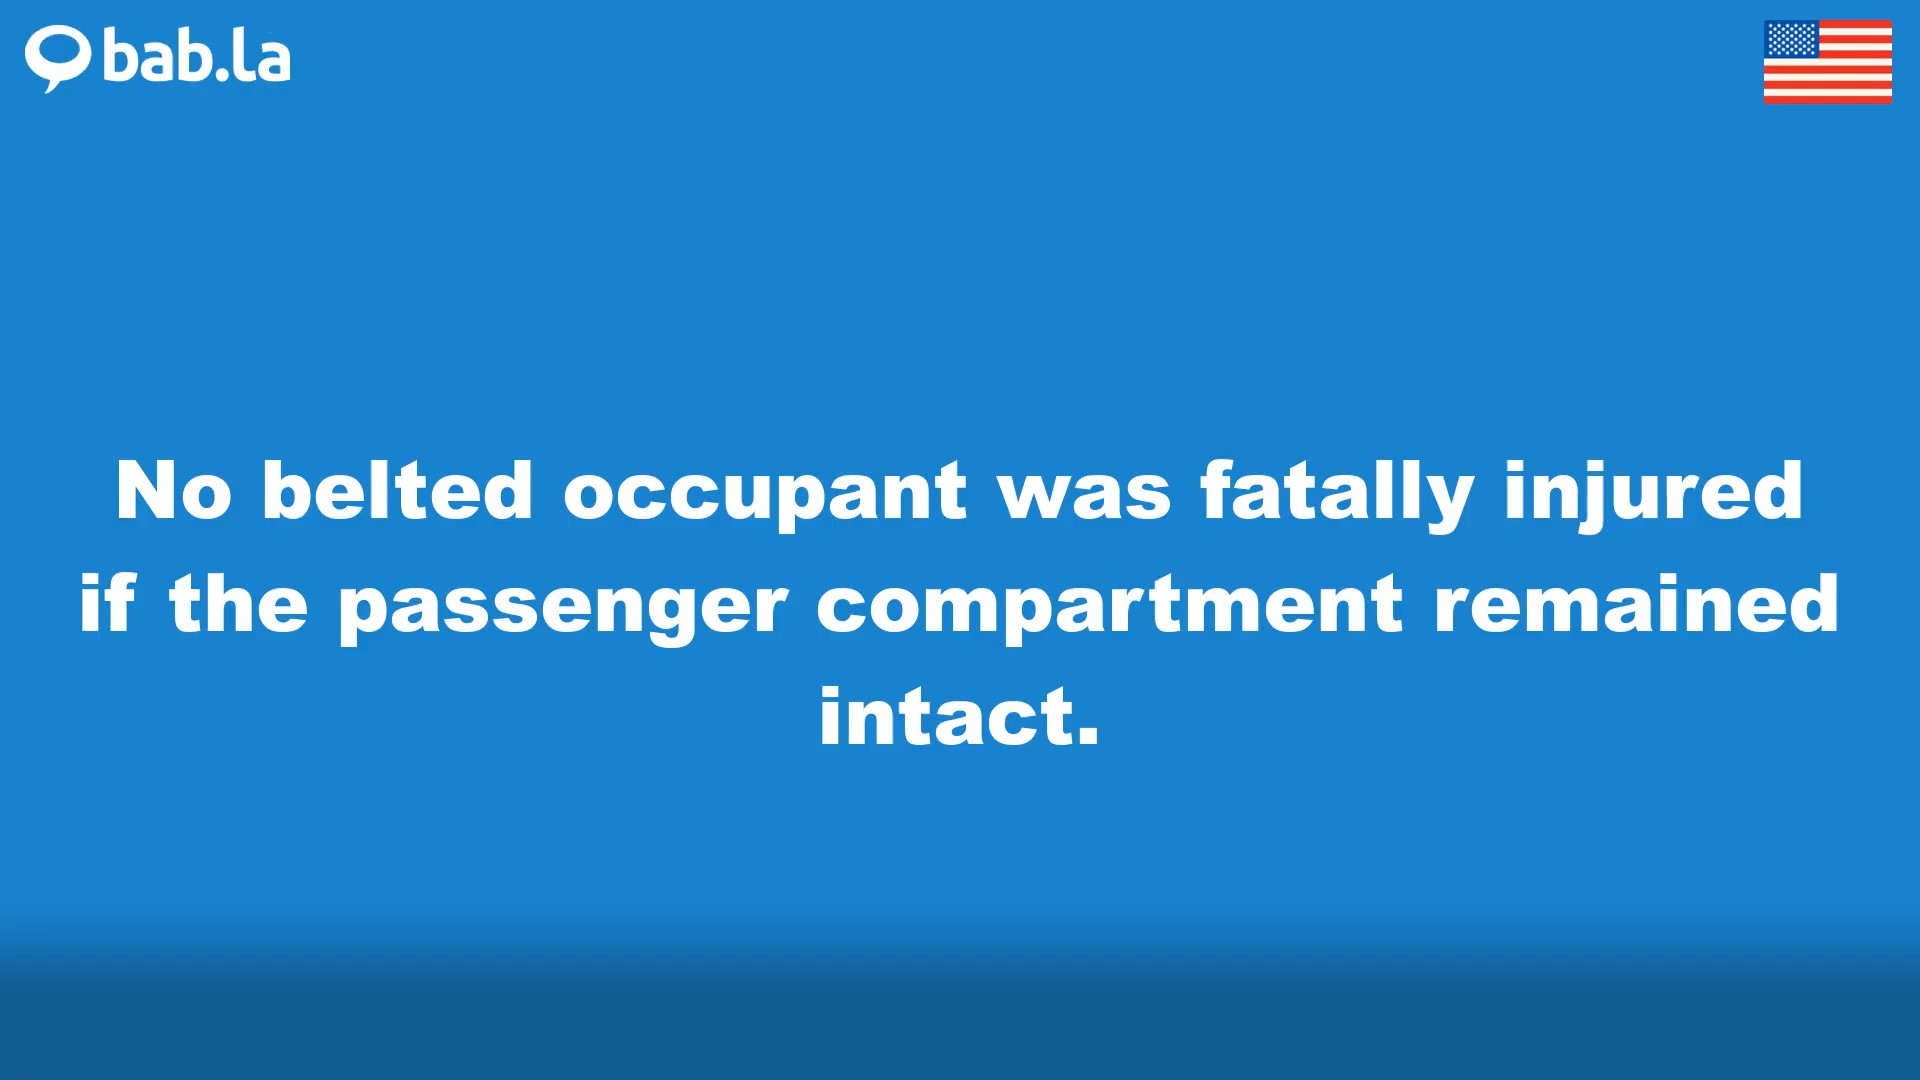 bab.la
No belted occupant was fatally injured
if the passenger compartment remained
intact.